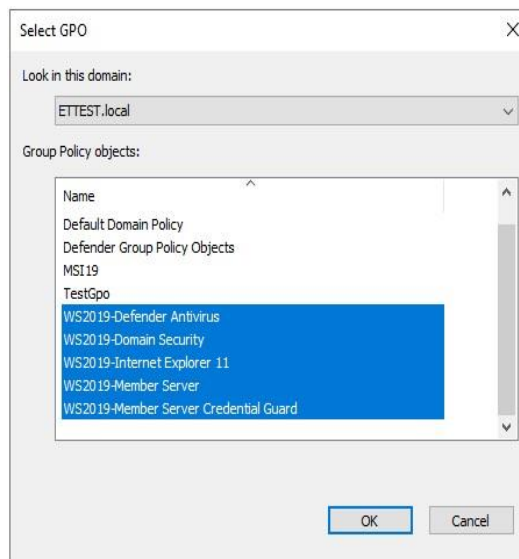 Select GPO
Look in this domain:
ETTEST.local
Group Policy objects:
Name
Default Domain Policy
Defender Group Policy Objects
MSI19
TestGpo
WS2019-Defender Antivirus
WS2019-Domain Security
WS2019-Internet Explorer 11
WS2019-Member Server
WS2019-Member Server Credential Guard
OK Cancel